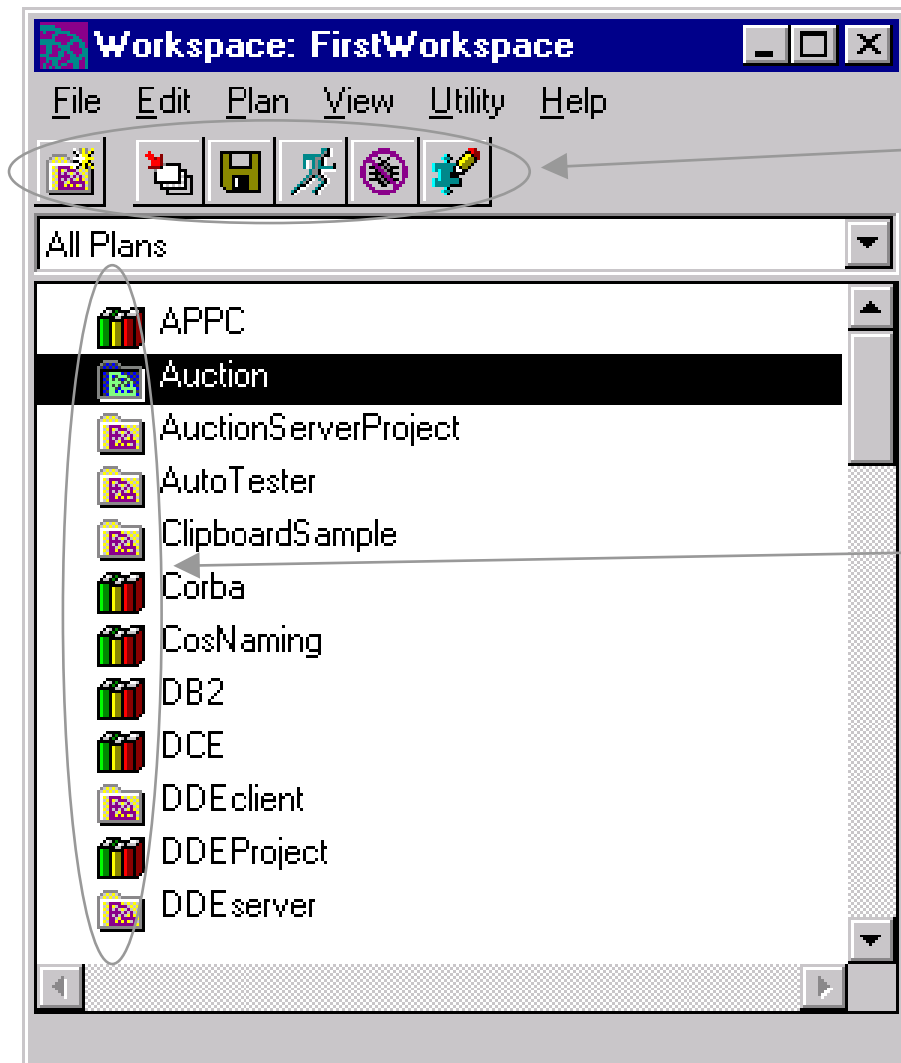 Workspace: FirstWorkspace
File Edit Plan View Utility Help
All Plans
APPC
Auction
AuctionServerProject
AutoTester
ClipboardSample
Corba
CosNaming
DB2
DCE
DDEclient
DDEProject
DDEserver